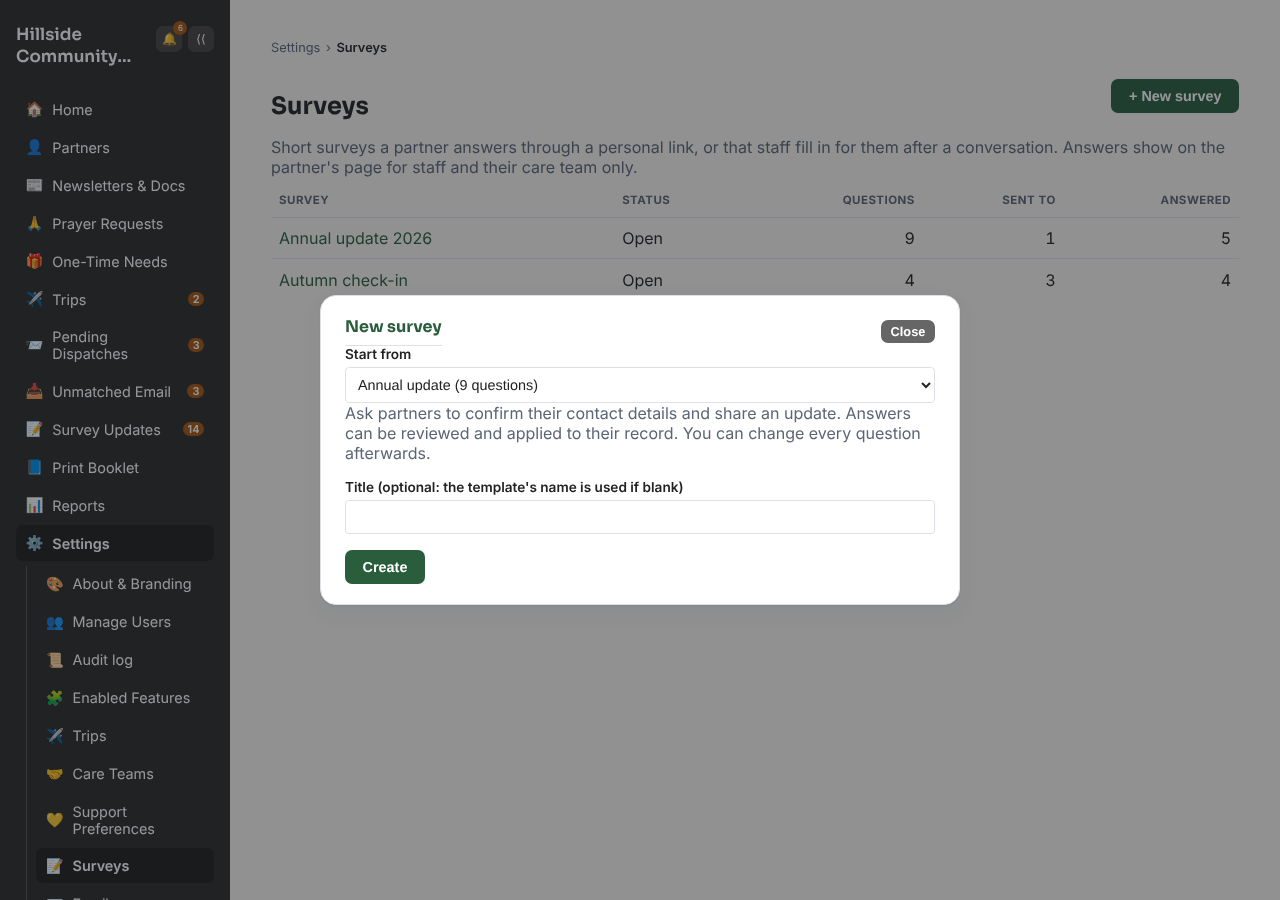 Hillside
Community...
6
Home
Partners
Newsletters & Docs
Prayer Requests
One-Time Needs
Trips 2
Pending
Dispatches 3
Unmatched Email 3
Survey Updates 14
Print Booklet
Reports
Settings
About & Branding
Manage Users
Audit log
Enabled Features
Trips
Care Teams
Support
Preferences
Surveys
Settings › Surveys
Surveys
+ New survey
Short surveys a partner answers through a personal link, or that staff fill in for them after a conversation. Answers show on the
partner's page for staff and their care team only.
SURVEY STATUS QUESTIONS SENT TO ANSWERED
Annual update 2026 Open 9 1 5
Autumn check-in Open 4 3 4
New survey
Close
Start from
Annual update (9 questions)
Ask partners to confirm their contact details and share an update. Answers
can be reviewed and applied to their record. You can change every question
afterwards.
Title (optional: the template's name is used if blank)
Create